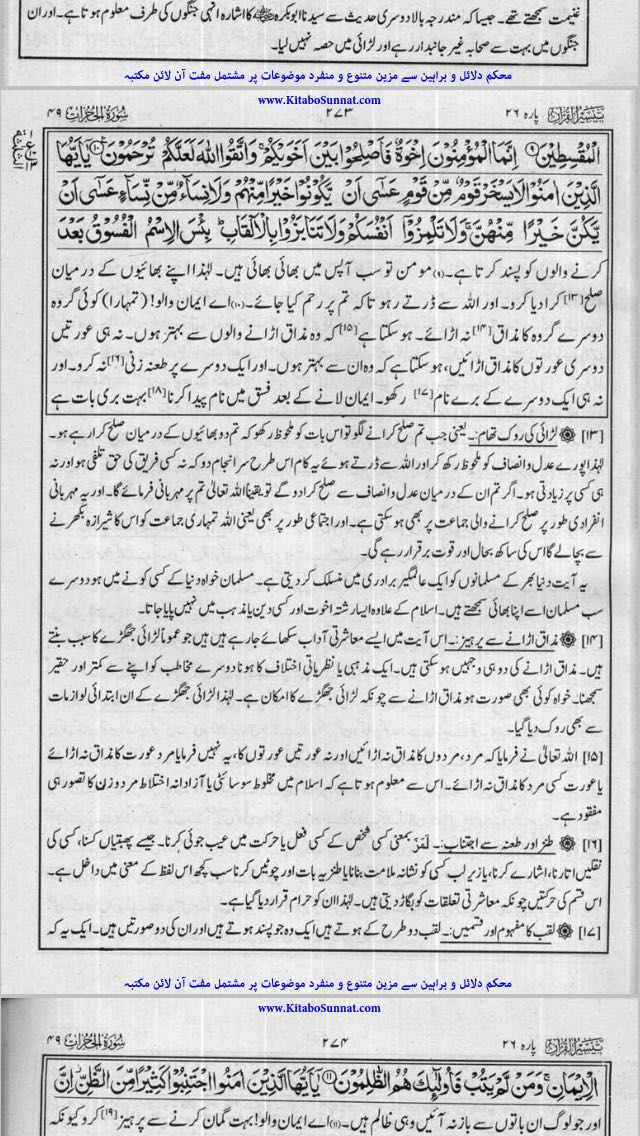 غنیمت سمجھتے تھے۔ جیسا کہ مندرجہ بالا دوسری حدیث سے سیدنا ابو بکرہ کا اشارہ انہی جنگوں کی طرف معلوم ہوتا ہے۔ اور ان
جنگوں میں بہت سے صحابہ غیر جانبدار رہے اور لڑائی میں حصہ نہیں لیا۔
محکم دلائل و براہین سے مزین متنوع و منفرد موضوعات پر مشتمل مفت آن لائن مکتبہ
www.KitaboSunnat.com
تیسیر القرآن پارہ ۲۶ ۲۷۳ سُورَةُ الْحُجُرَات ۴۹
الْمُقْسِطِيْنَ ۹ اِنَّمَا الْمُؤْمِنُوْنَ اِخْوَةٌ فَاَصْلِحُوْا بَيْنَ اَخَوَيْكُمْ وَاتَّقُوا اللّٰهَ لَعَلَّكُمْ تُرْحَمُوْنَ ۱۰ يٰۤاَيُّهَا
الَّذِيْنَ اٰمَنُوْا لَا يَسْخَرْ قَوْمٌ مِّنْ قَوْمٍ عَسٰۤى اَنْ يَّكُوْنُوْا خَيْرًا مِّنْهُمْ وَلَا نِسَآءٌ مِّنْ نِّسَآءٍ عَسٰۤى اَنْ
يَّكُنَّ خَيْرًا مِّنْهُنَّ وَلَا تَلْمِزُوْۤا اَنْفُسَكُمْ وَلَا تَنَابَزُوْا بِالْاَلْقَابِ بِئْسَ الِاسْمُ الْفُسُوْقُ بَعْدَ
کرنے والوں کو پسند کرتا ہے۔(۹) مومن تو سب آپس میں بھائی بھائی ہیں۔ لہٰذا اپنے بھائیوں کے درمیان
صلح[۱۳] کرا دیا کرو۔ اور اللہ سے ڈرتے رہو تاکہ تم پر رحم کیا جائے۔(۱۰) اے ایمان والو! (تمہارا) کوئی گروہ
دوسرے گروہ کا مذاق[۱۴] نہ اڑائے۔ ہو سکتا ہے[۱۵] کہ وہ مذاق اڑانے والوں سے بہتر ہوں۔ نہ ہی عورتیں
دوسری عورتوں کا مذاق اڑائیں، ہو سکتا ہے کہ وہ ان سے بہتر ہوں۔ اور ایک دوسرے پر طعنہ زنی[۱۶] نہ کرو۔ اور
نہ ہی ایک دوسرے کے برے نام[۱۷] رکھو۔ ایمان لانے کے بعد فسق میں نام پیدا کرنا[۱۸] بہت بری بات ہے
[۱۳] لڑائی کی روک تھام:۔ یعنی جب تم صلح کرانے لگو تو اس بات کو ملحوظ رکھو کہ تم دو بھائیوں کے درمیان صلح کرا رہے ہو۔
لہٰذا پورے عدل و انصاف کو ملحوظ رکھ کر اور اللہ سے ڈرتے ہوئے یہ کام اس طرح سر انجام دو کہ نہ کسی فریق کی حق تلفی ہو اور نہ
ہی کسی پر زیادتی ہو۔ اگر تم ان کے درمیان عدل و انصاف سے صلح کرا دو گے تو یقیناً اللہ تعالیٰ تم پر مہربانی فرمائے گا۔ اور یہ مہربانی
انفرادی طور پر صلح کرانے والی جماعت پر بھی ہو سکتی ہے۔ اور اجتماعی طور پر بھی یعنی اللہ تمہاری جماعت کو اس کا شیرازہ بکھرنے
سے بچا لے گا اس کی ساکھ بحال اور قوت برقرار رہے گی۔
یہ آیت دنیا بھر کے مسلمانوں کو ایک عالمگیر برادری میں منسلک کر دیتی ہے۔ مسلمان خواہ دنیا کے کسی کونے میں ہو دوسرے
سب مسلمان اسے اپنا بھائی سمجھتے ہیں۔ اسلام کے علاوہ ایسا رشتہ اخوت اور کسی دین یا مذہب میں نہیں پایا جاتا۔
[۱۴] مذاق اڑانے سے پرہیز:۔ اس آیت میں ایسے معاشرتی آداب سکھائے جا رہے ہیں جو عموماً لڑائی جھگڑے کا سبب بنتے
ہیں۔ مذاق اڑانے کی دو ہی وجہیں ہو سکتی ہیں۔ ایک مذہبی یا نظریاتی اختلاف کا ہونا دوسرے مخاطب کو اپنے سے کمتر اور حقیر
سمجھنا۔ خواہ کوئی بھی صورت ہو مذاق اڑانے سے چونکہ لڑائی جھگڑے کا امکان ہے۔ لہٰذا لڑائی جھگڑے کے ان ابتدائی لوازمات
سے بھی روک دیا گیا۔
[۱۵] اللہ تعالیٰ نے فرمایا کہ مرد، مردوں کا مذاق نہ اڑائیں اور نہ عورتیں عورتوں کا، یہ نہیں فرمایا مرد عورت کا مذاق نہ اڑائے
یا عورت کسی مرد کا مذاق نہ اڑائے۔ اس سے معلوم ہوتا ہے کہ اسلام میں مخلوط سوسائٹی یا آزادانہ اختلاط مرد و زن کا تصور ہی
مفقود ہے۔
[۱۶] طنز اور طعنہ سے اجتناب:۔ لَمَزَ بمعنی کسی شخص کے کسی فعل یا حرکت میں عیب جوئی کرنا۔ جیسے پھبتیاں کسنا، کسی کی
نقلیں اتارنا، اشارے کرنا، یا زیر لب کسی کو نشانہ ملامت بنانا یا طنزیہ بات اور چوٹیں کرنا سب کچھ اس لفظ کے معنی میں داخل ہے۔
اس قسم کی حرکتیں چونکہ معاشرتی تعلقات کو بگاڑ دیتی ہیں۔ لہٰذا ان کو حرام قرار دیا گیا ہے۔
[۱۷] لقب کا مفہوم اور قسمیں:۔ لقب دو طرح کے ہوتے ہیں ایک وہ جو پسند ہوتے ہیں اور ان کی دو صورتیں ہیں۔ ایک یہ کہ
محکم دلائل و براہین سے مزین متنوع و منفرد موضوعات پر مشتمل مفت آن لائن مکتبہ
www.KitaboSunnat.com
تیسیر القرآن پارہ ۲۶ ۲۷۴ سُورَةُ الْحُجُرَات ۴۹
الْاِيْمَانِ وَمَنْ لَّمْ يَتُبْ فَاُولٰٓئِكَ هُمُ الظّٰلِمُوْنَ ۱۱ يٰۤاَيُّهَا الَّذِيْنَ اٰمَنُوا اجْتَنِبُوْا كَثِيْرًا مِّنَ الظَّنِّ اِنَّ
اور جو لوگ ان باتوں سے باز نہ آئیں وہی ظالم ہیں۔(۱۱) اے ایمان والو! بہت گمان کرنے سے پرہیز[۱۹] کرو کیونکہ